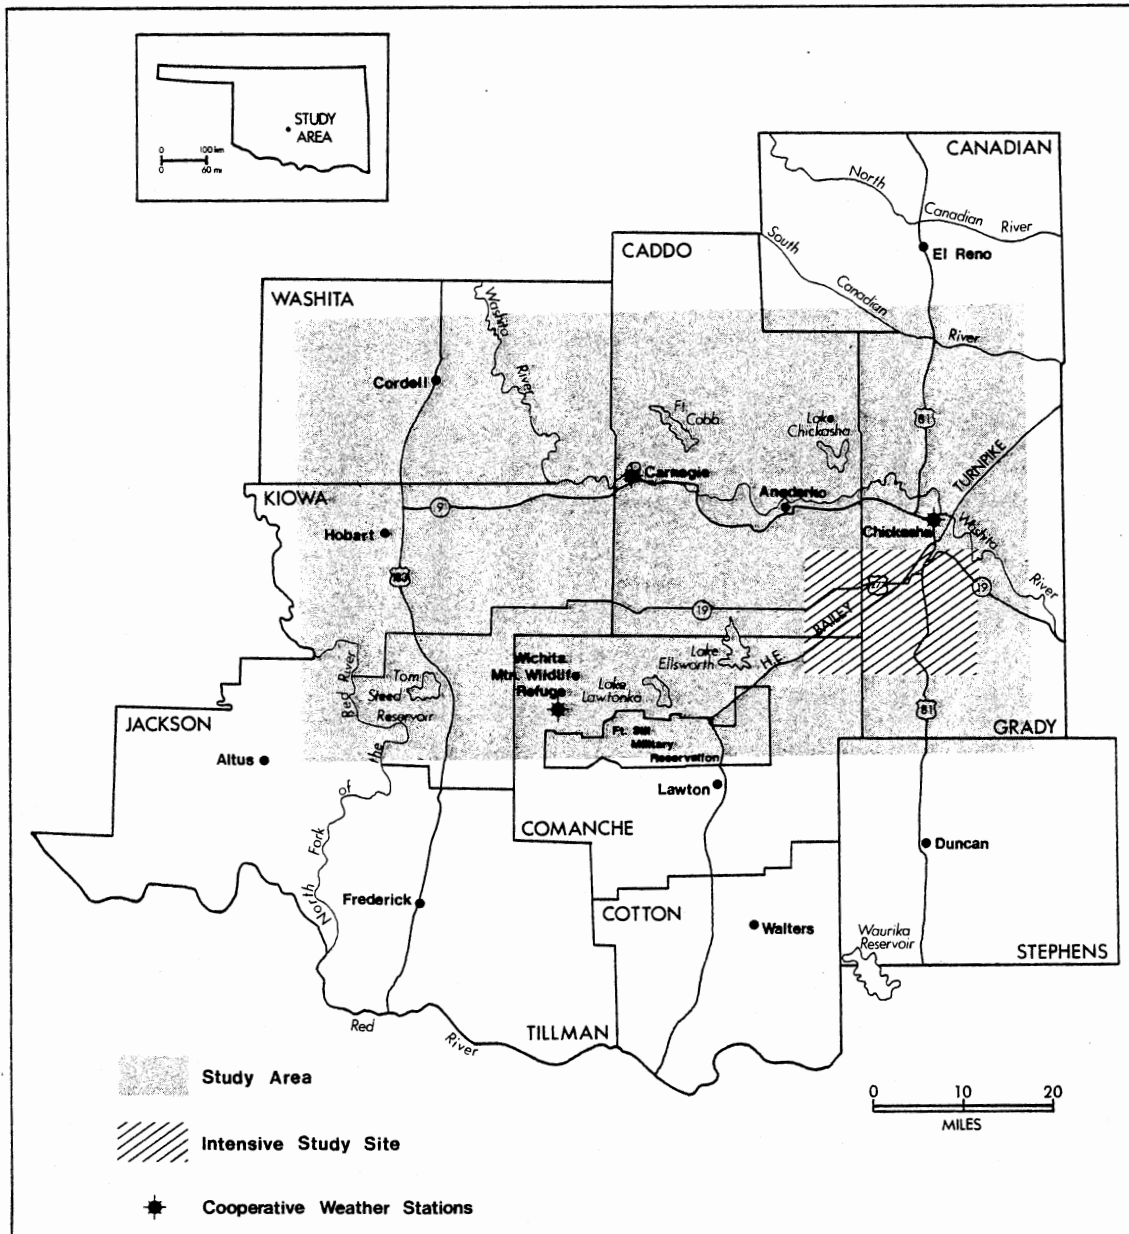 STUDY
AREA
0 100 km
0 60 mi
CANADIAN
North
Canadian
River
South
Canadian
River
El Reno
CADDO
WASHITA
Washita
River
Cordell
Ft.
Cobb
Lake
Chickasha
81
TURNPIKE
Carnegie
KIOWA
9
Anadarko
Hobart
Chickasha
Washita
River
183
19
19
BAILEY
H.E.
Lake
Ellsworth
Wichita
Mtn. Wildlife
Refuge
Lake
Lawtonka
Tom
Steed
Reservoir
Red River
the
of
Fork
North
JACKSON
Altus
81
GRADY
Ft. Sill
Military
Reservation
Lawton
COMANCHE
Duncan
Frederick
COTTON
Walters
Waurika
Reservoir
STEPHENS
Red
River
TILLMAN
Study Area
0 10 20
MILES
Intensive Study Site
Cooperative Weather Stations